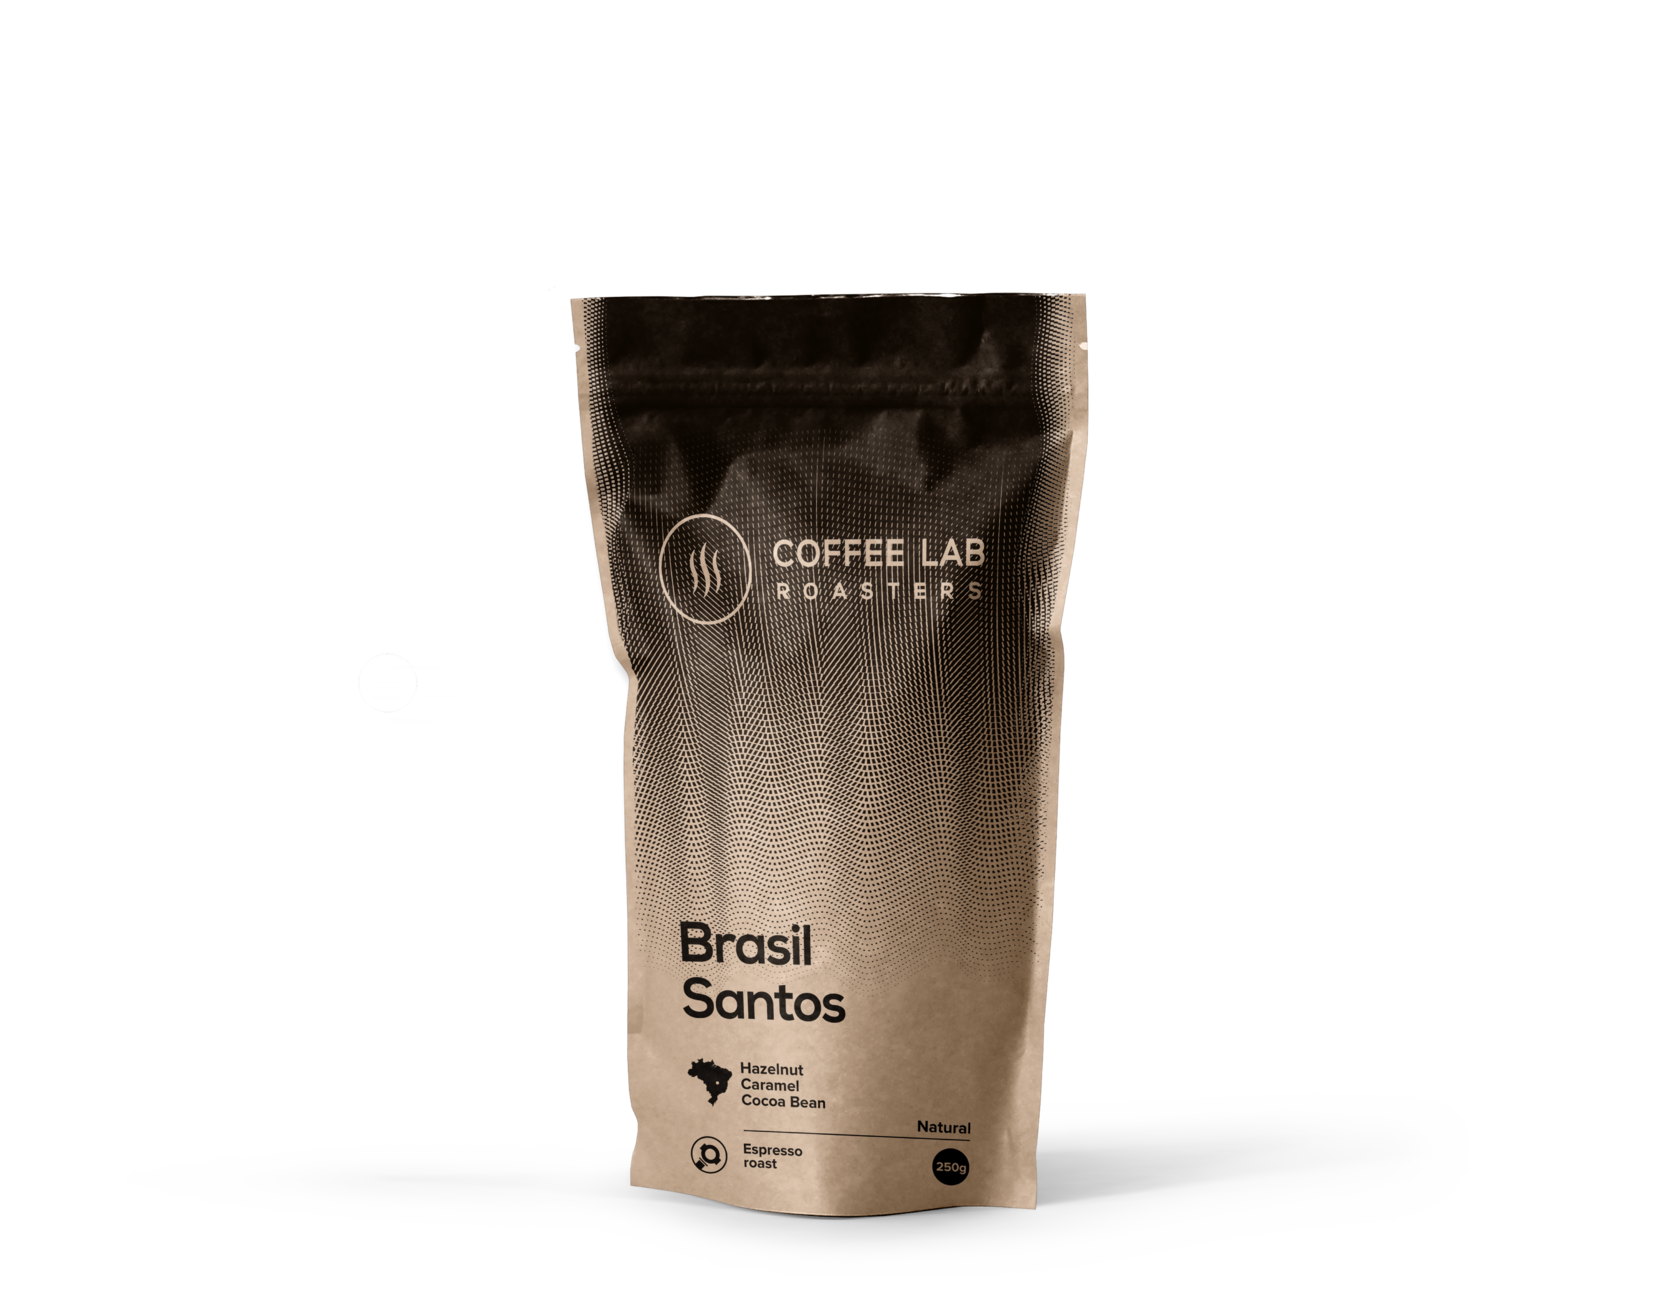 COFFEE LAB
ROASTERS
Brasil
Santos
Hazelnut
Caramel
Cocoa Bean
Natural
Espresso
roast
250g